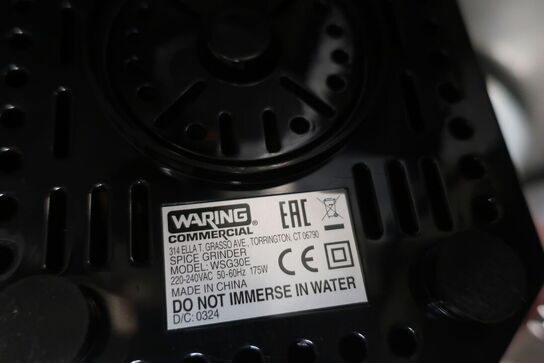 WARING®
COMMERCIAL
EAC
314 ELLA T. GRASSO AVE., TORRINGTON, CT 06790
SPICE GRINDER
MODEL: WSG30E
220-240VAC 50-60Hz 175W
CE
MADE IN CHINA
DO NOT IMMERSE IN WATER
D/C: 0324